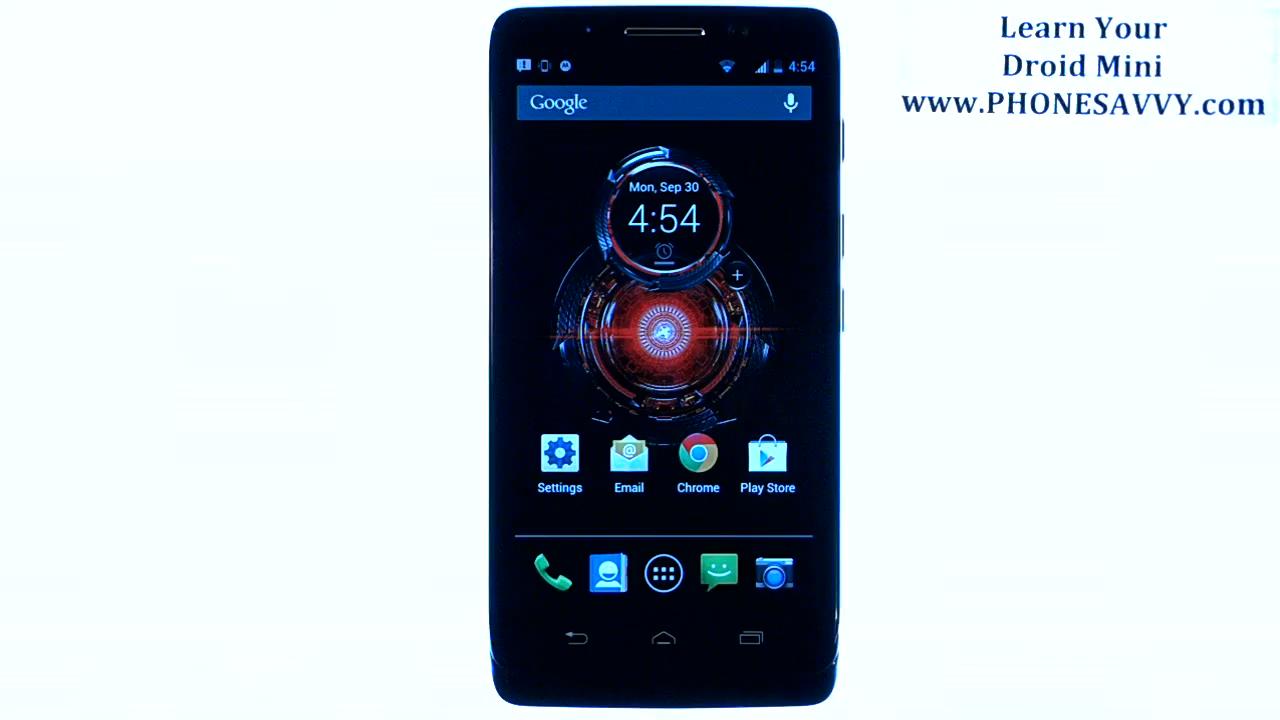 Learn Your
Droid Mini
www.PHONESAVVY.com
4:54
Google
Mon, Sep 30
4:54
Settings
Email
Chrome
Play Store